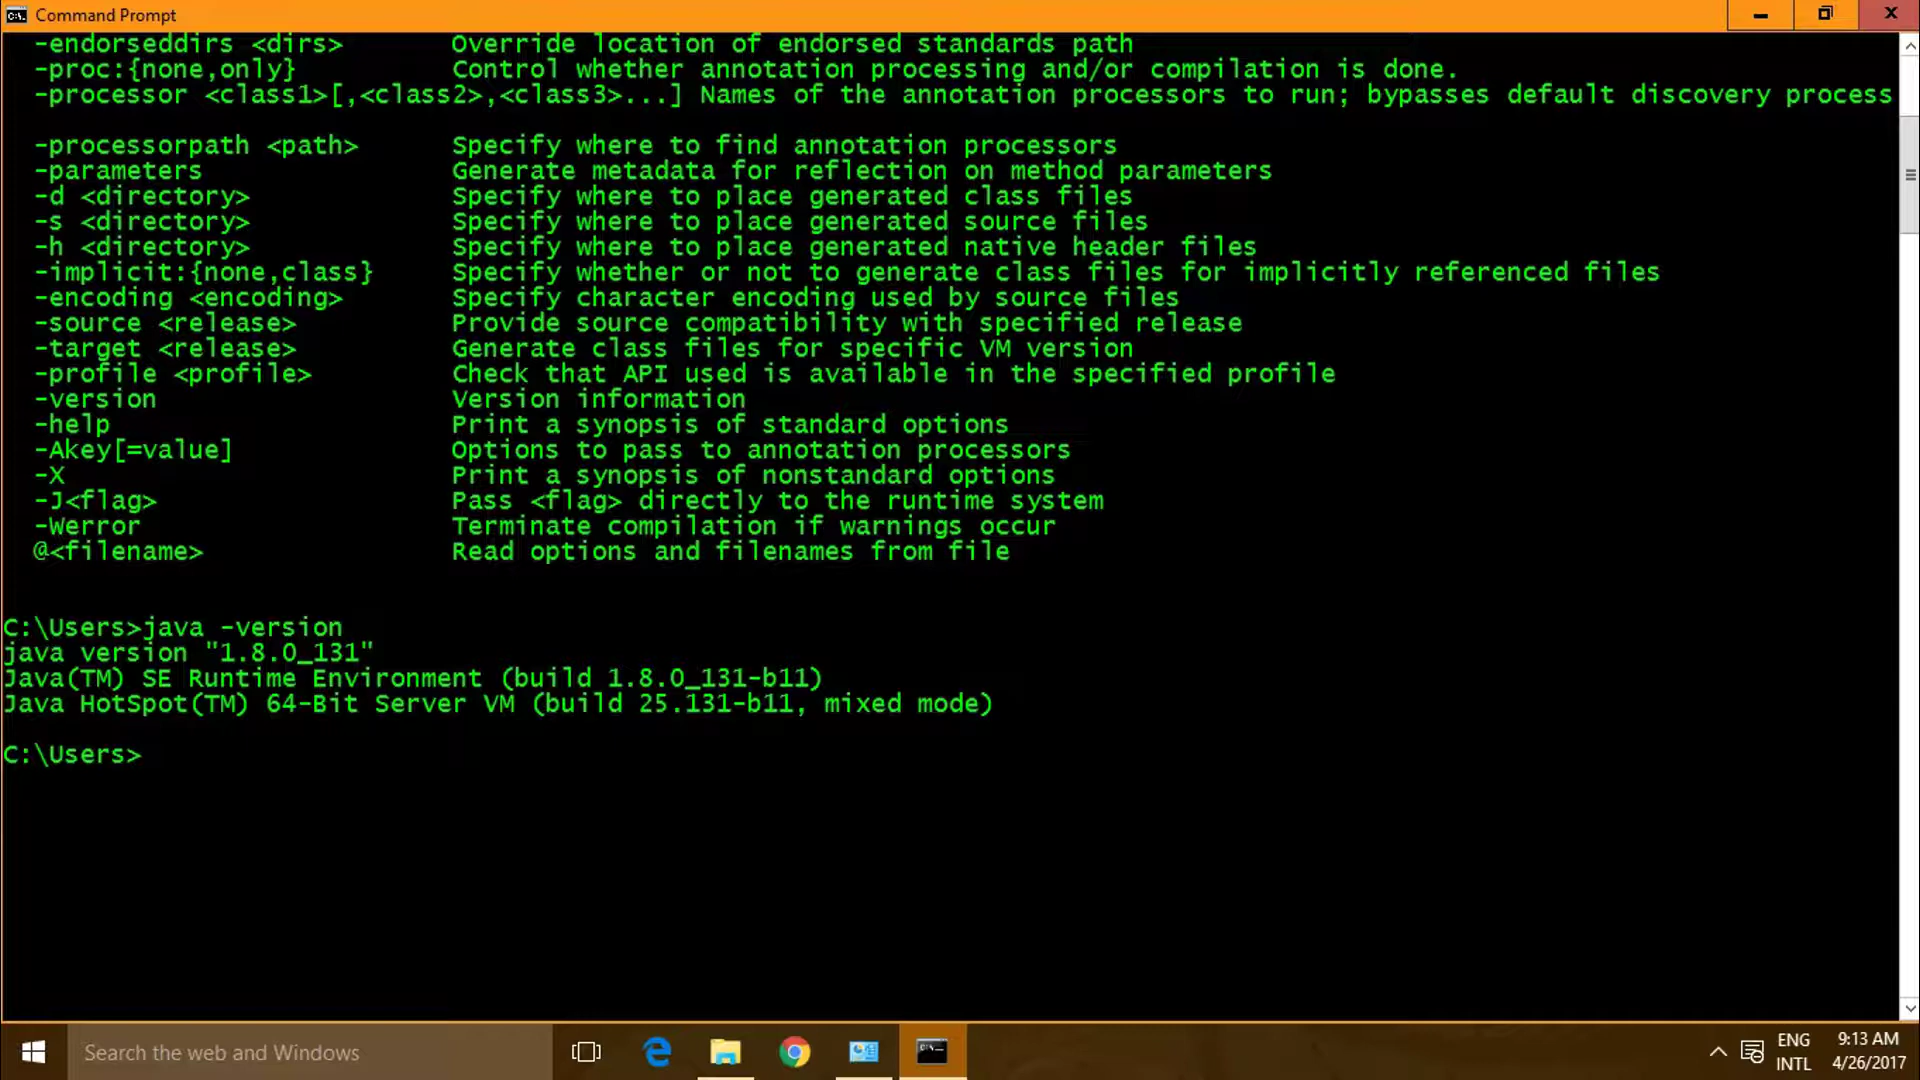 Command Prompt
-endorseddirs <dirs> Override location of endorsed standards path
-proc:{none,only} Control whether annotation processing and/or compilation is done.
-processor <class1>[,<class2>,<class3>...] Names of the annotation processors to run; bypasses default discovery process
-processorpath <path> Specify where to find annotation processors
-parameters Generate metadata for reflection on method parameters
-d <directory> Specify where to place generated class files
-s <directory> Specify where to place generated source files
-h <directory> Specify where to place generated native header files
-implicit:{none,class} Specify whether or not to generate class files for implicitly referenced files
-encoding <encoding> Specify character encoding used by source files
-source <release> Provide source compatibility with specified release
-target <release> Generate class files for specific VM version
-profile <profile> Check that API used is available in the specified profile
-version Version information
-help Print a synopsis of standard options
-Akey[=value] Options to pass to annotation processors
-X Print a synopsis of nonstandard options
-J<flag> Pass <flag> directly to the runtime system
-Werror Terminate compilation if warnings occur
@<filename> Read options and filenames from file
C:\Users>java -version
java version "1.8.0_131"
Java(TM) SE Runtime Environment (build 1.8.0_131-b11)
Java HotSpot(TM) 64-Bit Server VM (build 25.131-b11, mixed mode)
C:\Users>
Search the web and Windows
ENG 9:13 AM
INTL 4/26/2017